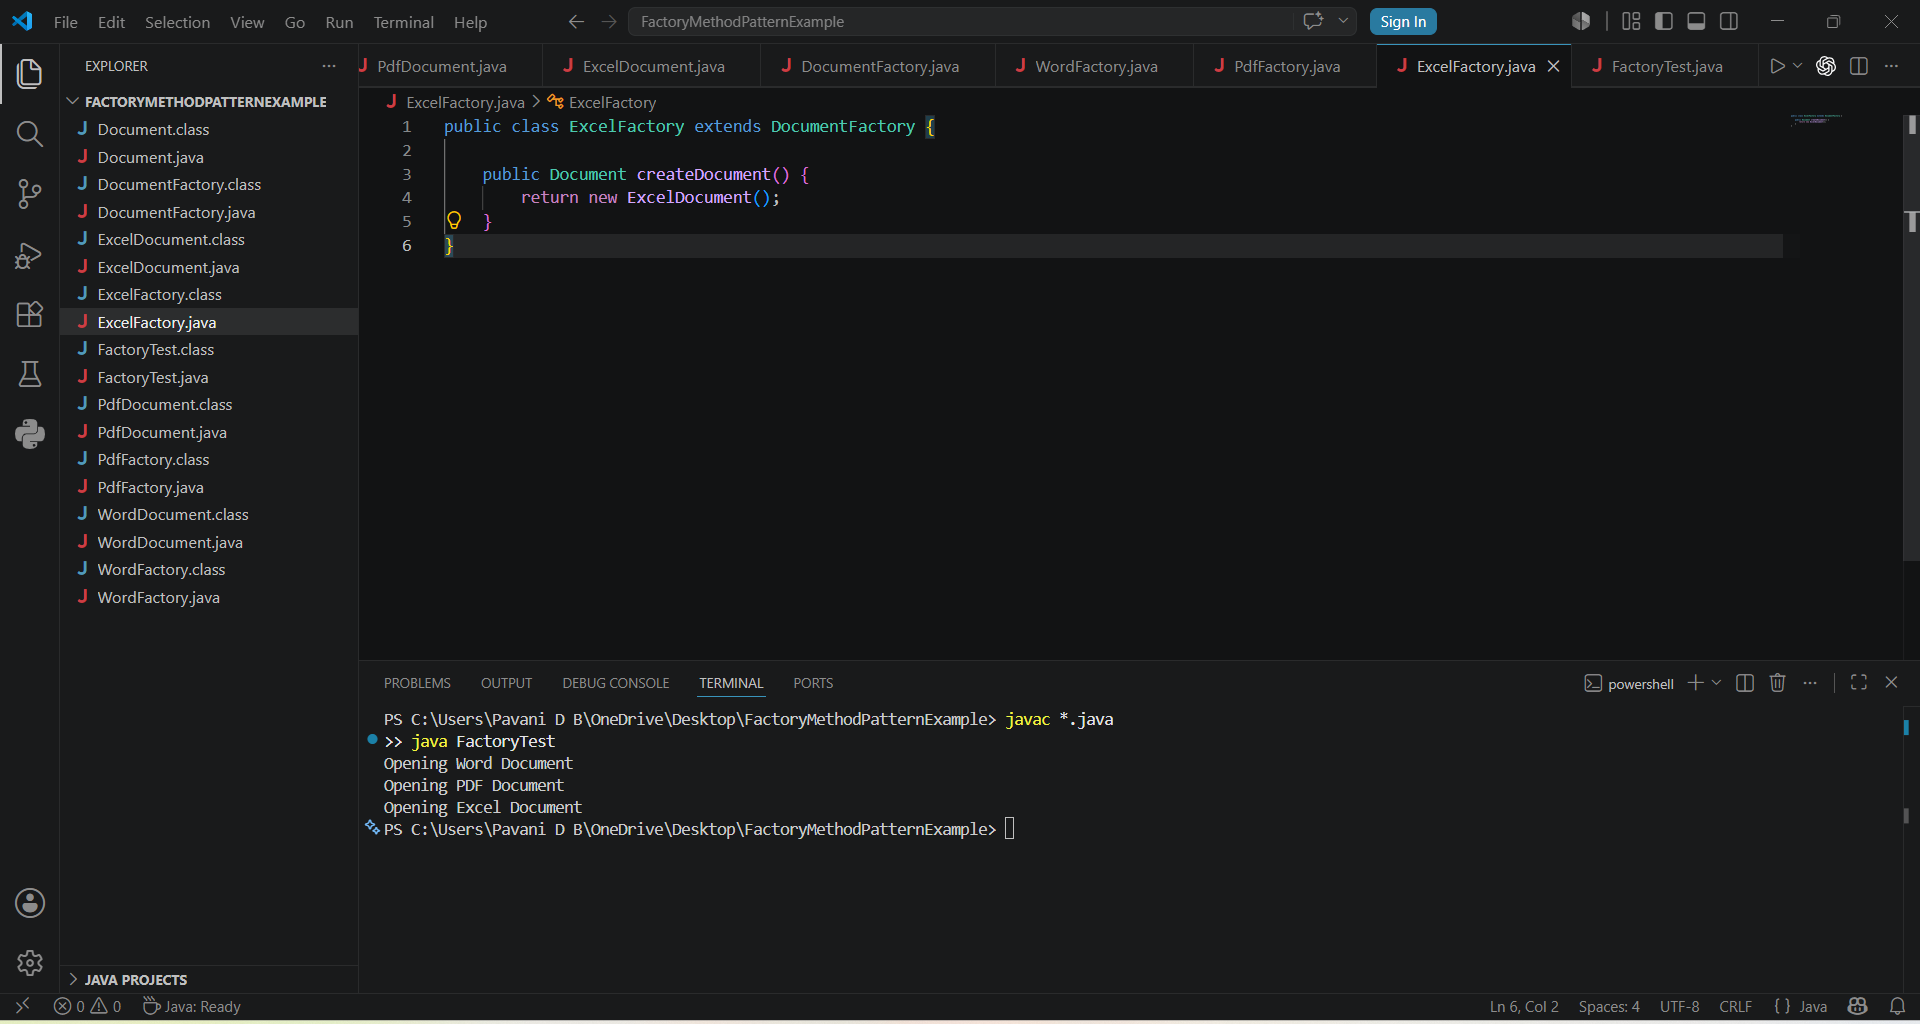 File Edit Selection View Go Run Terminal Help
FactoryMethodPatternExample
Sign In
EXPLORER
FACTORYMETHODPATTERNEXAMPLE
Document.class
Document.java
DocumentFactory.class
DocumentFactory.java
ExcelDocument.class
ExcelDocument.java
ExcelFactory.class
ExcelFactory.java
FactoryTest.class
FactoryTest.java
PdfDocument.class
PdfDocument.java
PdfFactory.class
PdfFactory.java
WordDocument.class
WordDocument.java
WordFactory.class
WordFactory.java
JAVA PROJECTS
PdfDocument.java ExcelDocument.java DocumentFactory.java WordFactory.java PdfFactory.java ExcelFactory.java FactoryTest.java
ExcelFactory.java > ExcelFactory
1 public class ExcelFactory extends DocumentFactory {
2
3 public Document createDocument() {
4 return new ExcelDocument();
5 }
6 }
PROBLEMS OUTPUT DEBUG CONSOLE TERMINAL PORTS
powershell
PS C:\Users\Pavani D B\OneDrive\Desktop\FactoryMethodPatternExample> javac *.java
>> java FactoryTest
Opening Word Document
Opening PDF Document
Opening Excel Document
PS C:\Users\Pavani D B\OneDrive\Desktop\FactoryMethodPatternExample>
0 0 Java: Ready
Ln 6, Col 2 Spaces: 4 UTF-8 CRLF {} Java